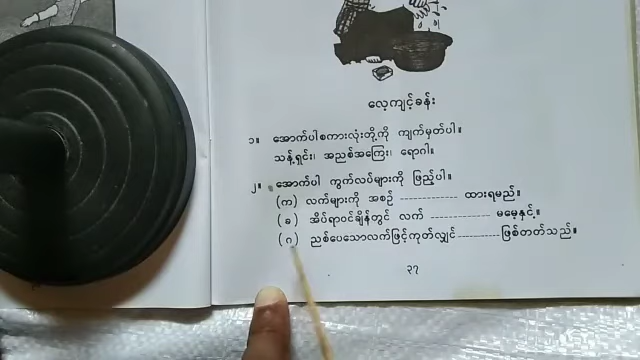 လေ့ကျင့်ခန်း
၁။ အောက်ပါစကားလုံးတို့ကို ကျက်မှတ်ပါ။
သန့်ရှင်း၊ အညစ်အကြေး၊ ရောဂါ။
၂။ အောက်ပါ ကွက်လပ်များကို ဖြည့်ပါ။
(က) လက်များကို အစဉ် ------------ ထားရမည်။
(ခ) အိပ်ရာဝင်ချိန်တွင် လက် ------------ မမေ့နှင့်။
(ဂ) ညစ်ပေသောလက်ဖြင့်ကုတ်လျှင် --------- ဖြစ်တတ်သည်။
၃၇